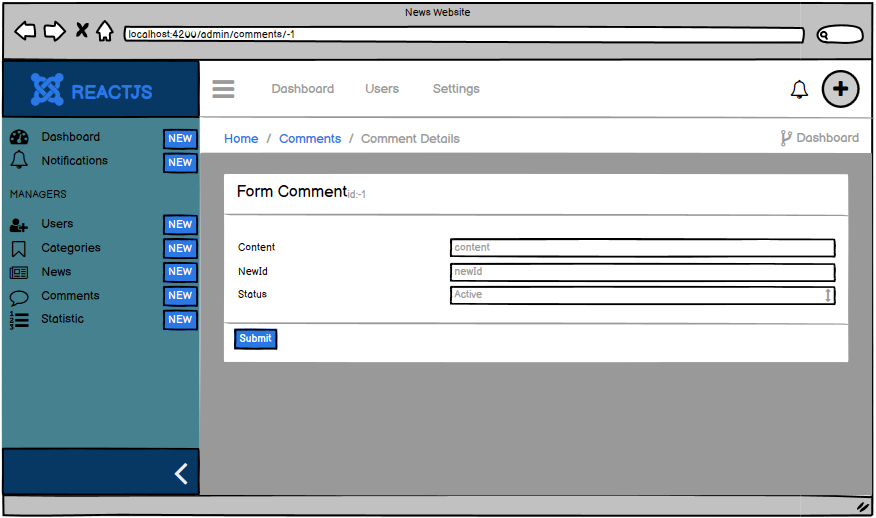 News Website
localhost:4200/admin/comments/-1
REACTJS
Dashboard Users Settings
Dashboard NEW
Notifications NEW
MANAGERS
Users NEW
Categories NEW
News NEW
Comments NEW
Statistic NEW
Home / Comments / Comment Details
Dashboard
Form Comment id:-1
Content content
NewId newId
Status Active
Submit